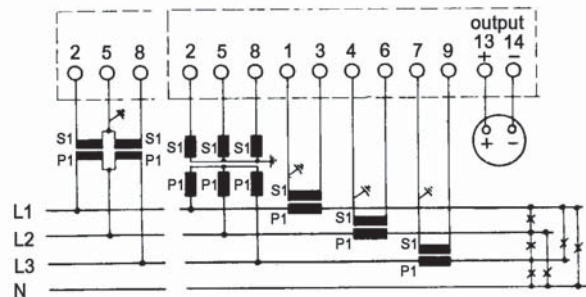 output
2 5 8 2 5 8 1 3 4 6 7 9 13 14
+ −
S1 S1 S1 S1 S1
+ −
P1 P1 P1 P1 P1 S1
L1 P1 S1
L2 P1 S1
L3 P1
N